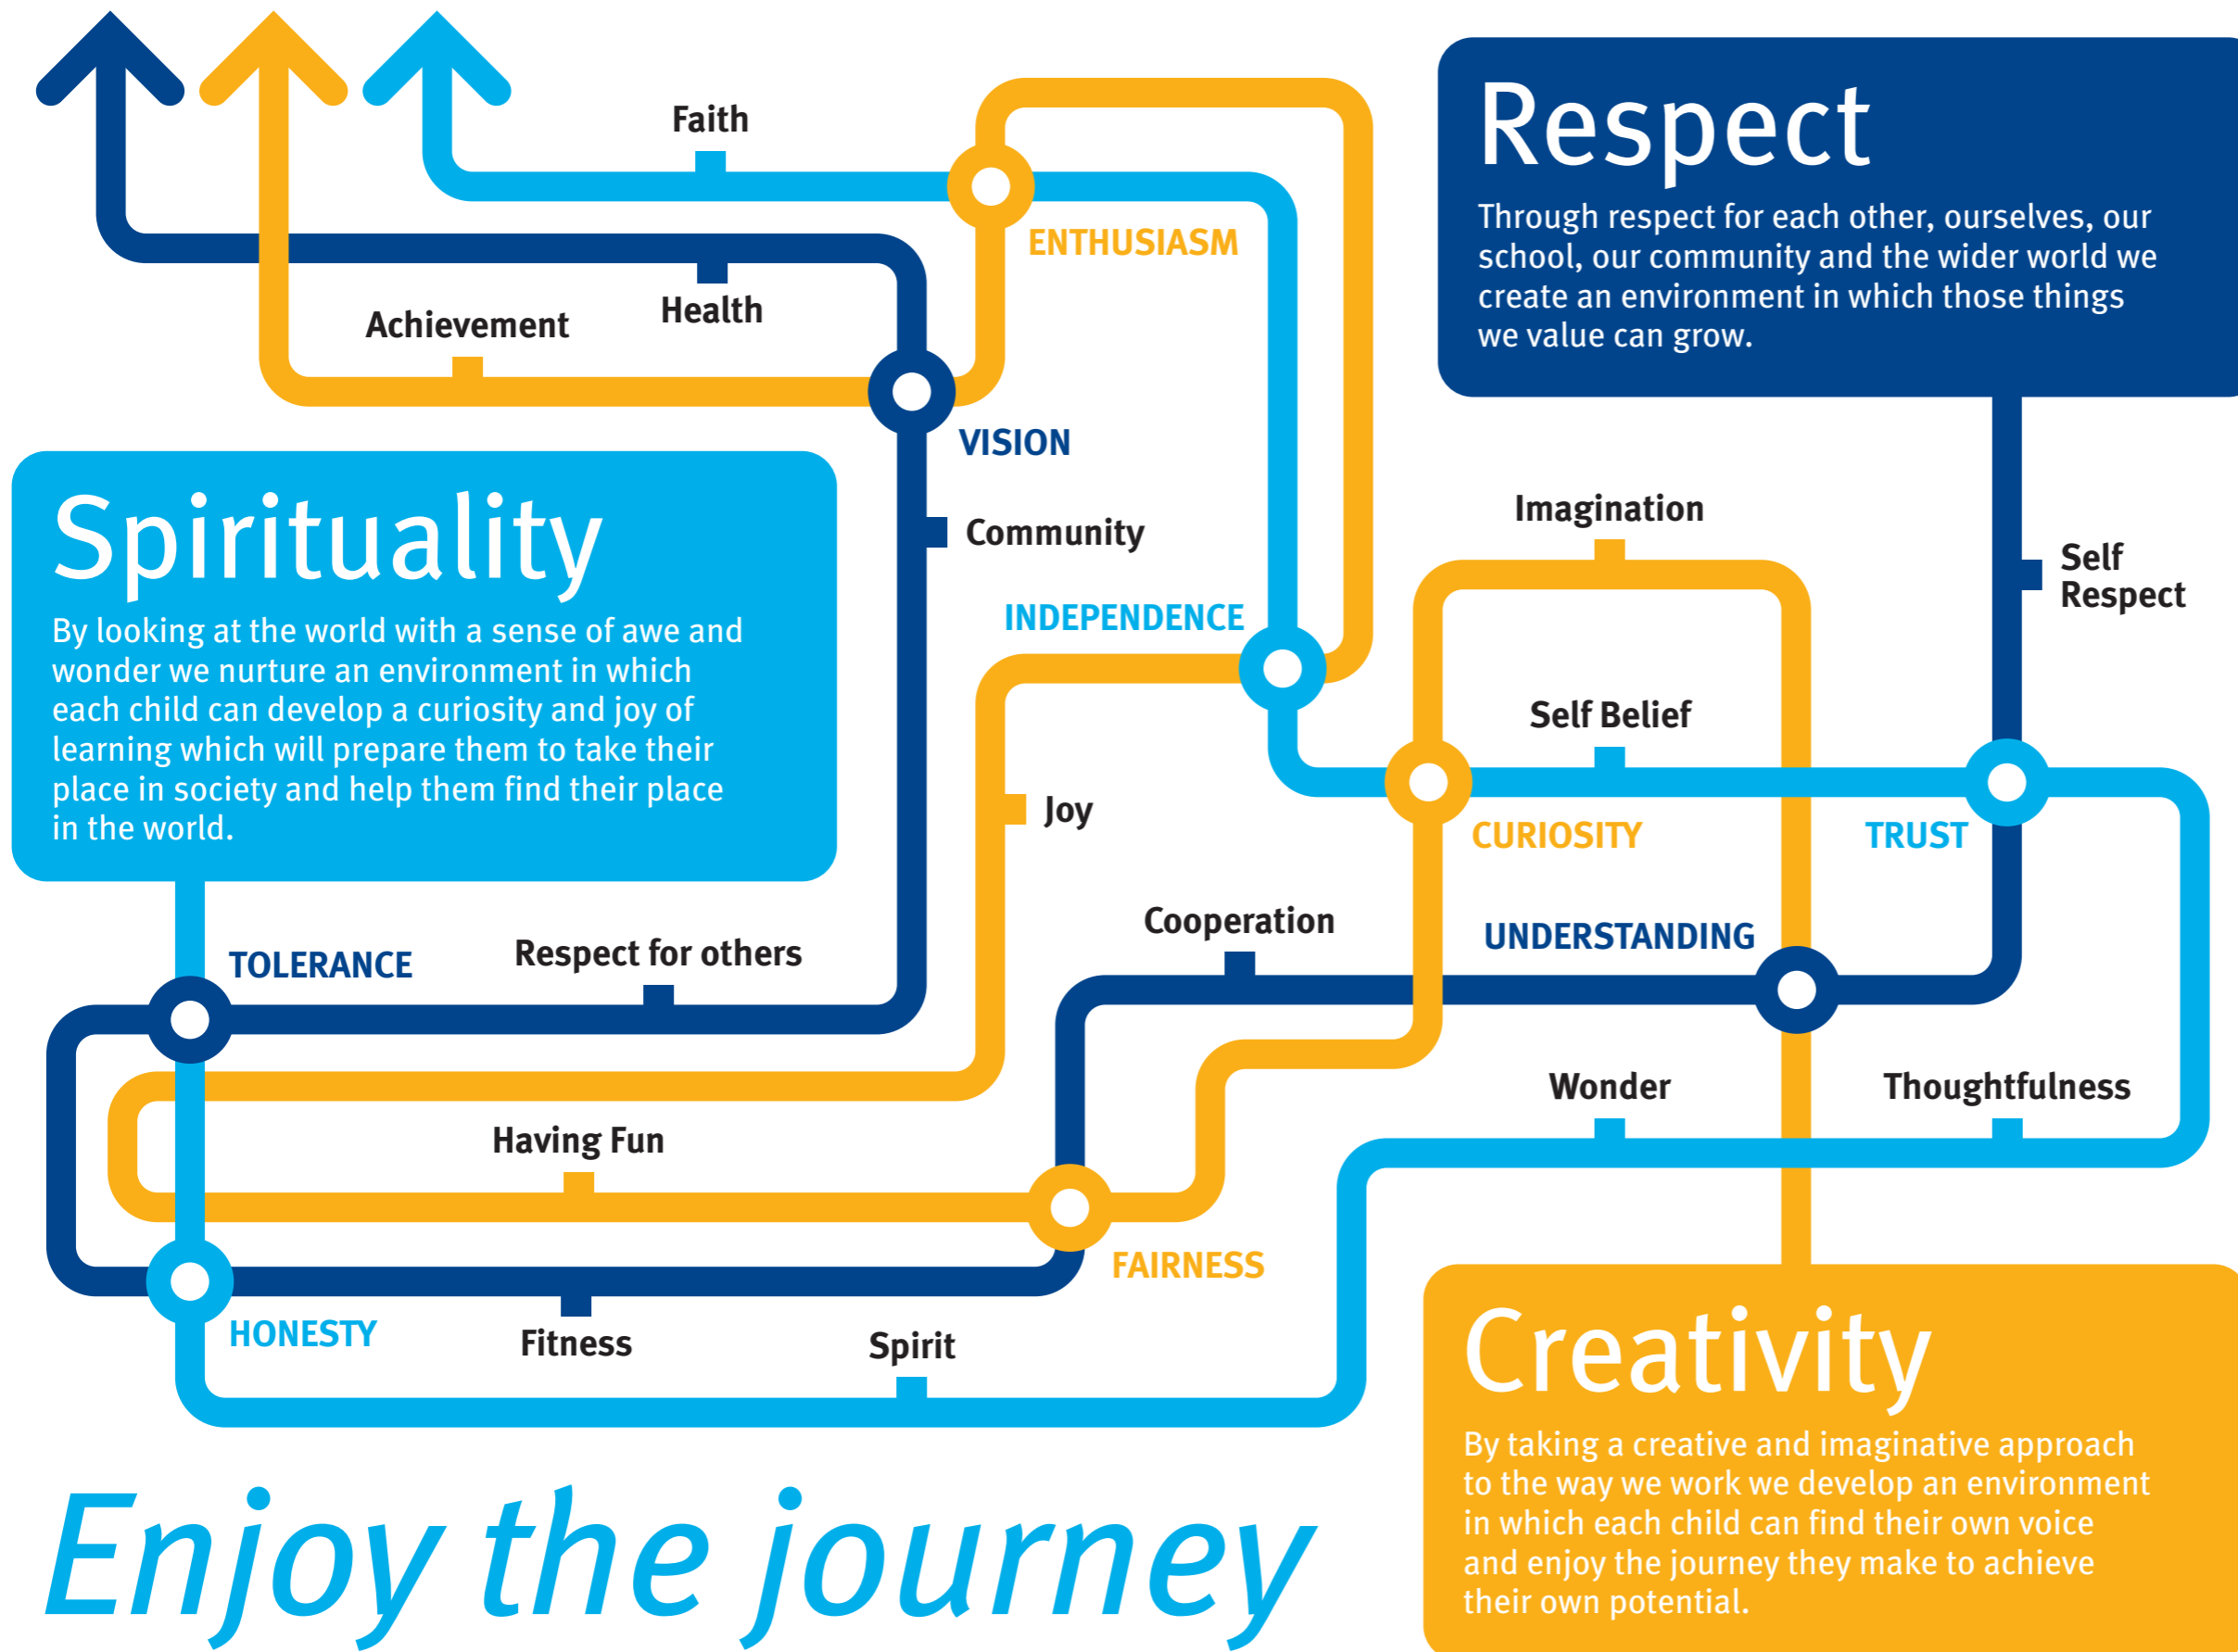 Faith
Respect
Through respect for each other, ourselves, our
school, our community and the wider world we
create an environment in which those things
we value can grow.
ENTHUSIASM
Health
Achievement
VISION
Spirituality
By looking at the world with a sense of awe and
wonder we nurture an environment in which
each child can develop a curiosity and joy of
learning which will prepare them to take their
place in society and help them find their place
in the world.
Community
Imagination
Self
Respect
INDEPENDENCE
Self Belief
Joy
CURIOSITY
TRUST
Cooperation
UNDERSTANDING
TOLERANCE
Respect for others
Wonder
Thoughtfulness
Having Fun
FAIRNESS
HONESTY
Fitness
Spirit
Creativity
By taking a creative and imaginative approach
to the way we work we develop an environment
in which each child can find their own voice
and enjoy the journey they make to achieve
their own potential.
Enjoy the journey